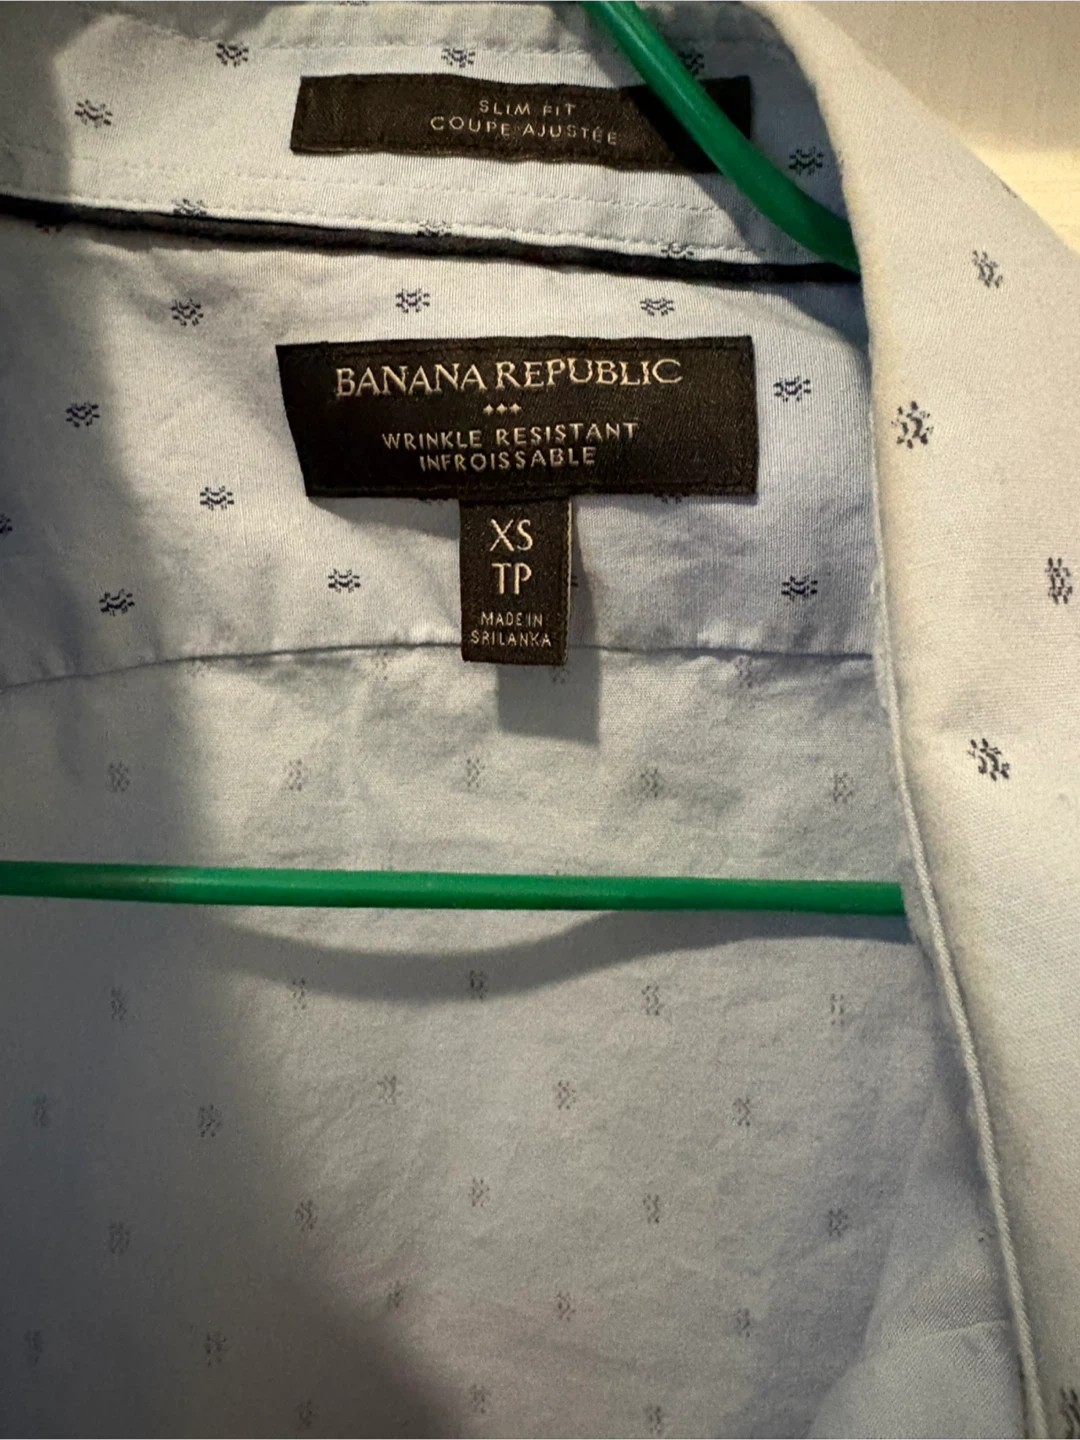 SLIM FIT
COUPE AJUSTÉE
BANANA REPUBLIC
WRINKLE RESISTANT
INFROISSABLE
XS
TP
MADE IN
SRI LANKA